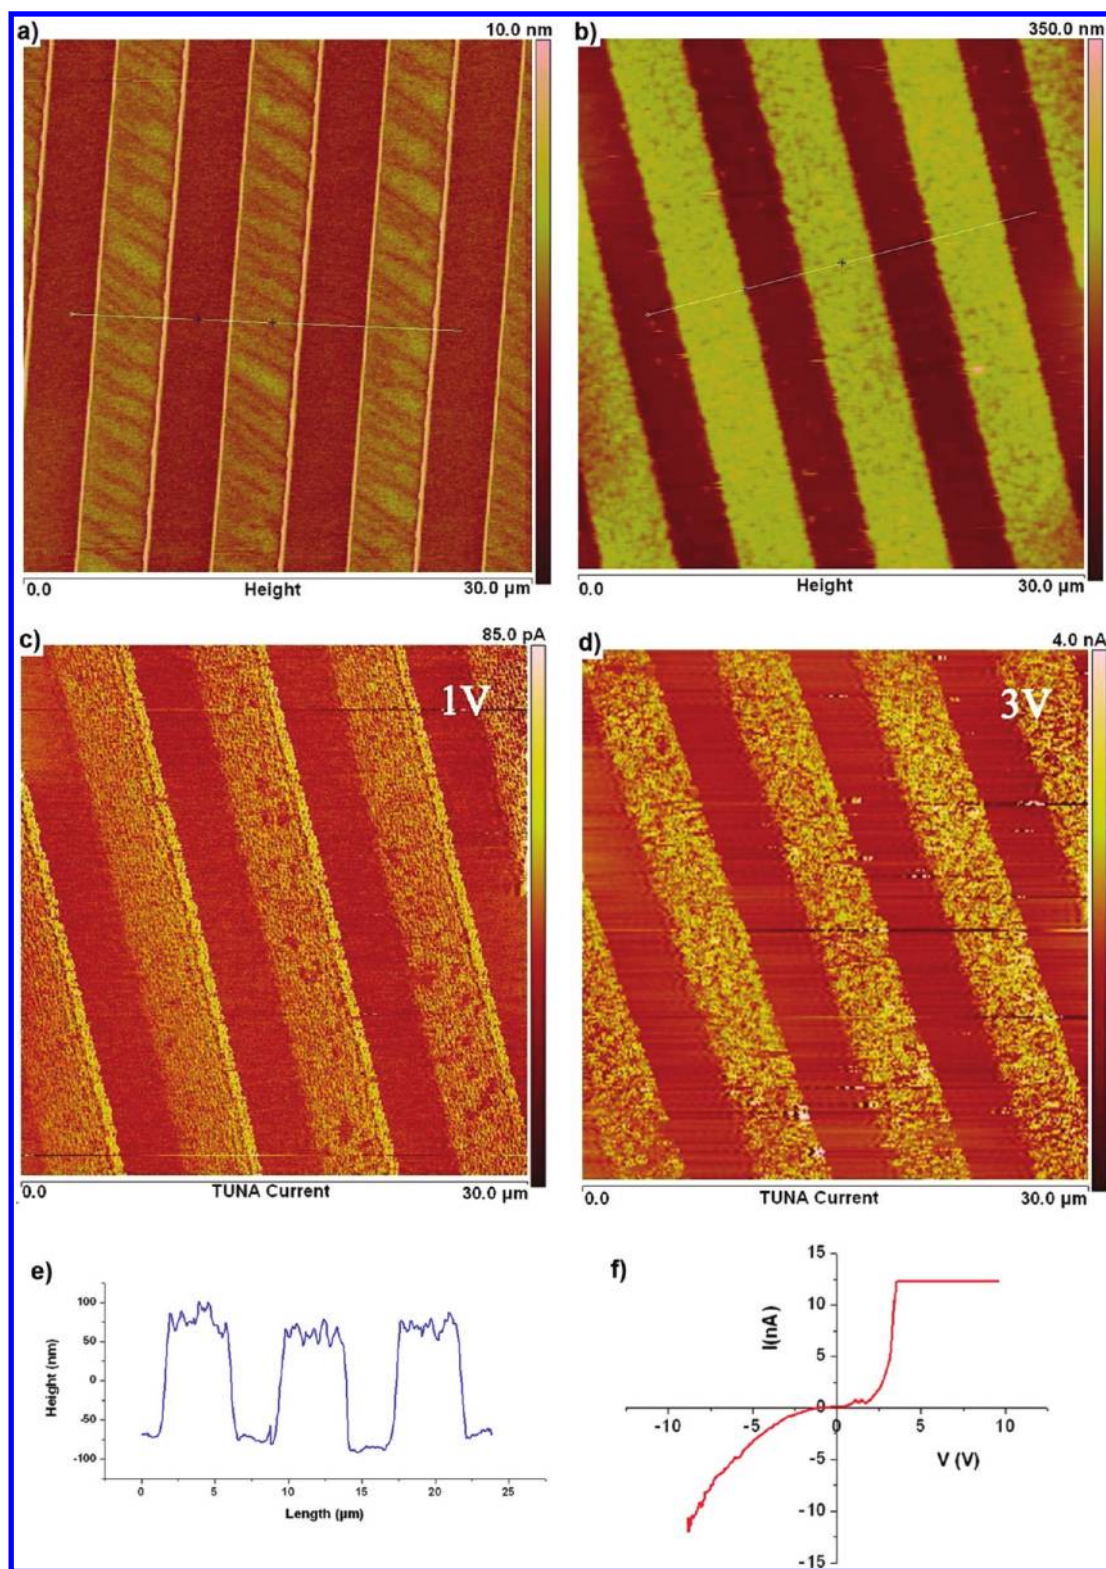 a)
10.0 nm
b)
350.0 nm
0.0
Height
30.0 µm
0.0
Height
30.0 µm
c)
85.0 pA
d)
4.0 nA
1V
3V
0.0
TUNA Current
30.0 µm
0.0
TUNA Current
30.0 µm
e)
Height (nm)
100
50
0
-50
-100
0
5
10
15
20
25
Length (µm)
f)
I(nA)
15
10
5
0
-5
-10
-15
-10
-5
0
5
10
V (V)